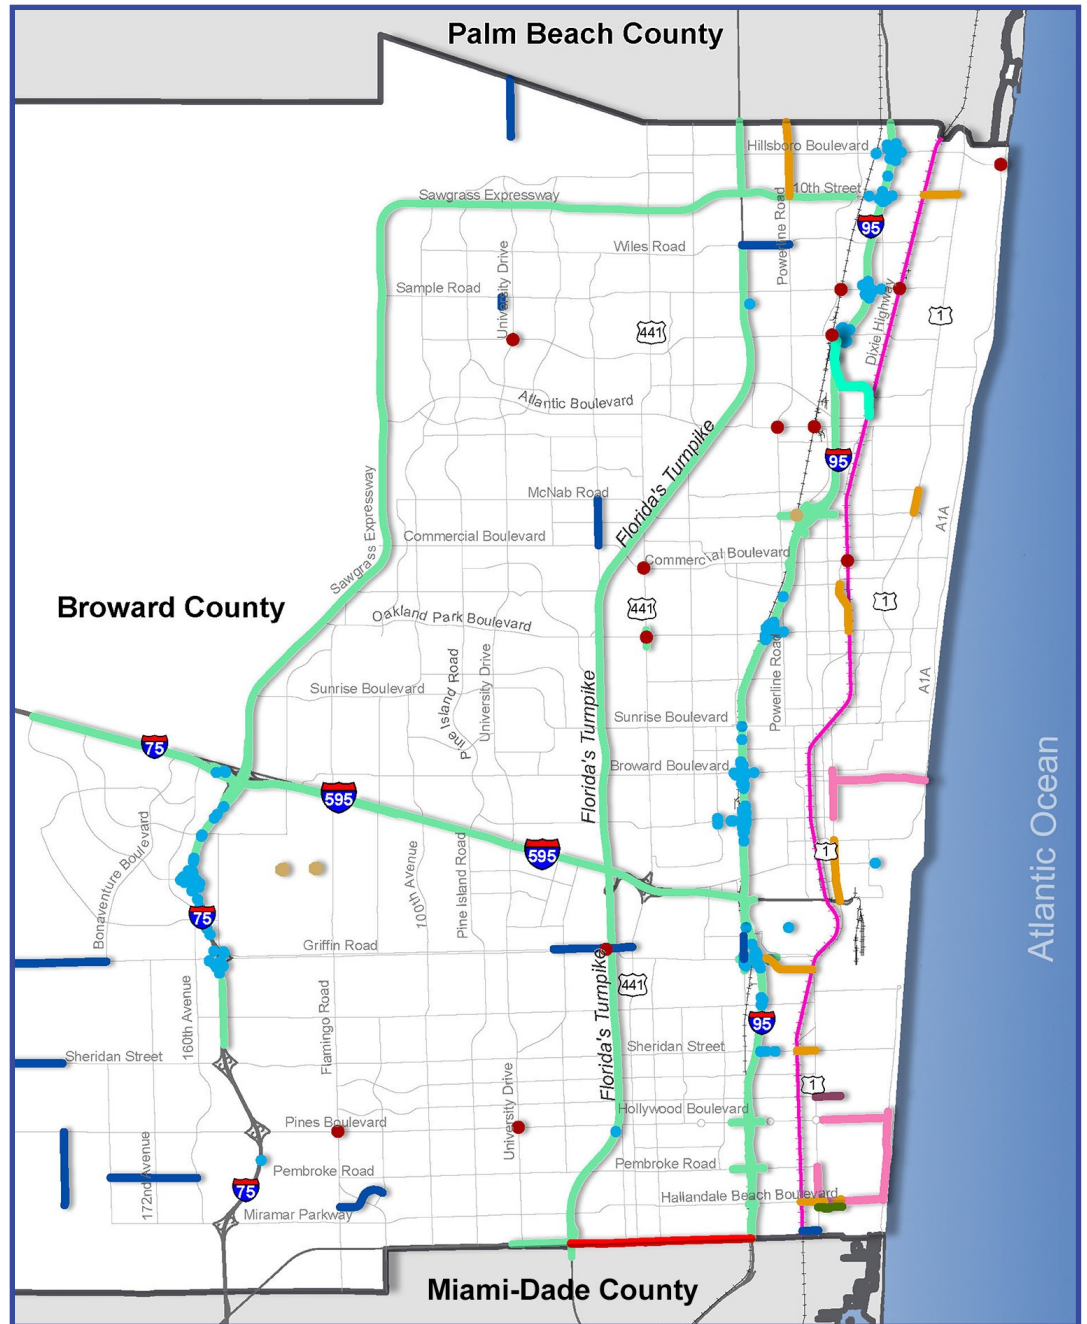 Palm Beach County
Hillsboro Boulevard
10th Street
Sawgrass Expressway
Powerline Road
95
Wiles Road
University Drive
Sample Road
Dixie Highway
1
441
Atlantic Boulevard
Florida's Turnpike
95
Sawgrass Expressway
McNab Road
A1A
Commercial Boulevard
Commercial Boulevard
Broward County
441
1
Oakland Park Boulevard
Powerline Road
Pine Island Road
University Drive
A1A
Sunrise Boulevard
Florida's Turnpike
Sunrise Boulevard
75
Broward Boulevard
595
Atlantic Ocean
Bonaventure Boulevard
595
1
100th Avenue
Pine Island Road
75
Griffin Road
441
Florida's Turnpike
160th Avenue
Flamingo Road
95
Sheridan Street
Sheridan Street
University Drive
1
Hollywood Boulevard
Pines Boulevard
172nd Avenue
Pembroke Road
Pembroke Road
75
Hallandale Beach Boulevard
Miramar Parkway
Miami-Dade County